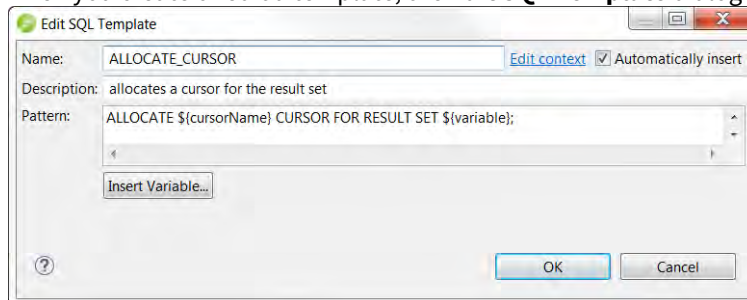 Edit SQL Template
Name: ALLOCATE_CURSOR Edit context Automatically insert
Description: allocates a cursor for the result set
Pattern: ALLOCATE ${cursorName} CURSOR FOR RESULT SET ${variable};
Insert Variable...
OK Cancel